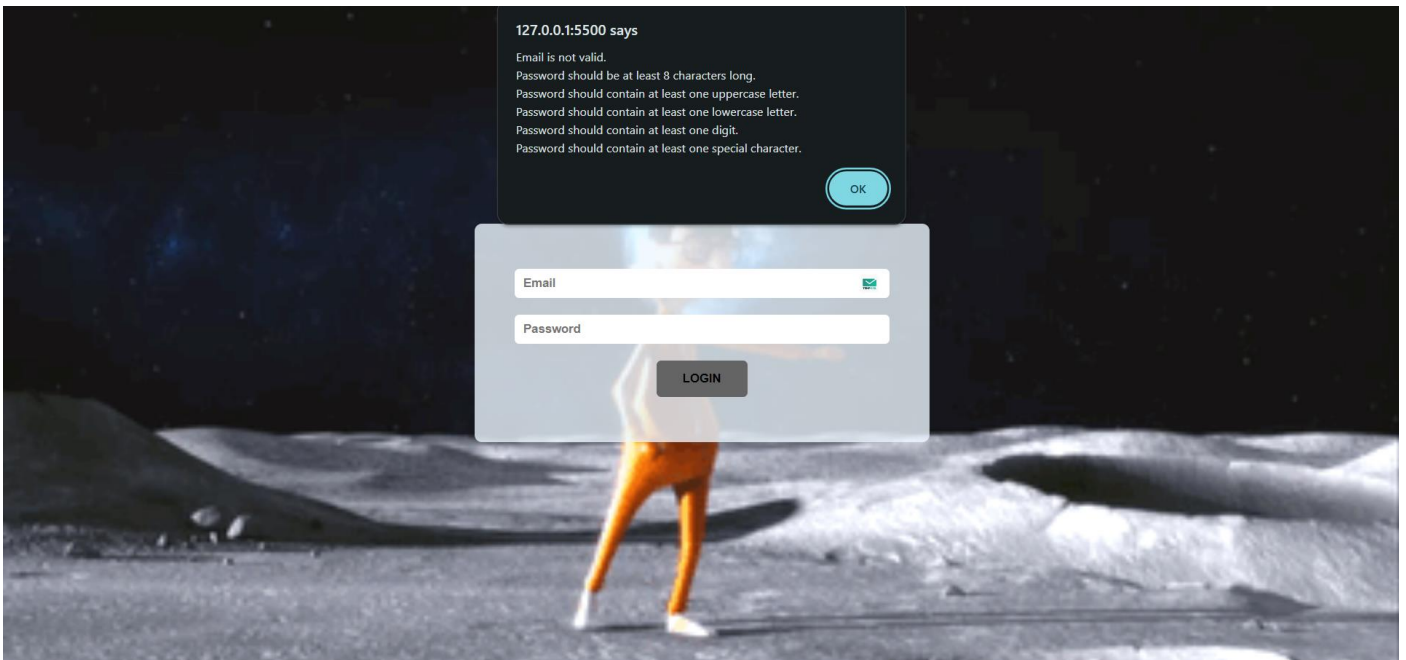 127.0.0.1:5500 says
Email is not valid.
Password should be at least 8 characters long.
Password should contain at least one uppercase letter.
Password should contain at least one lowercase letter.
Password should contain at least one digit.
Password should contain at least one special character.
OK
Email
Password
LOGIN